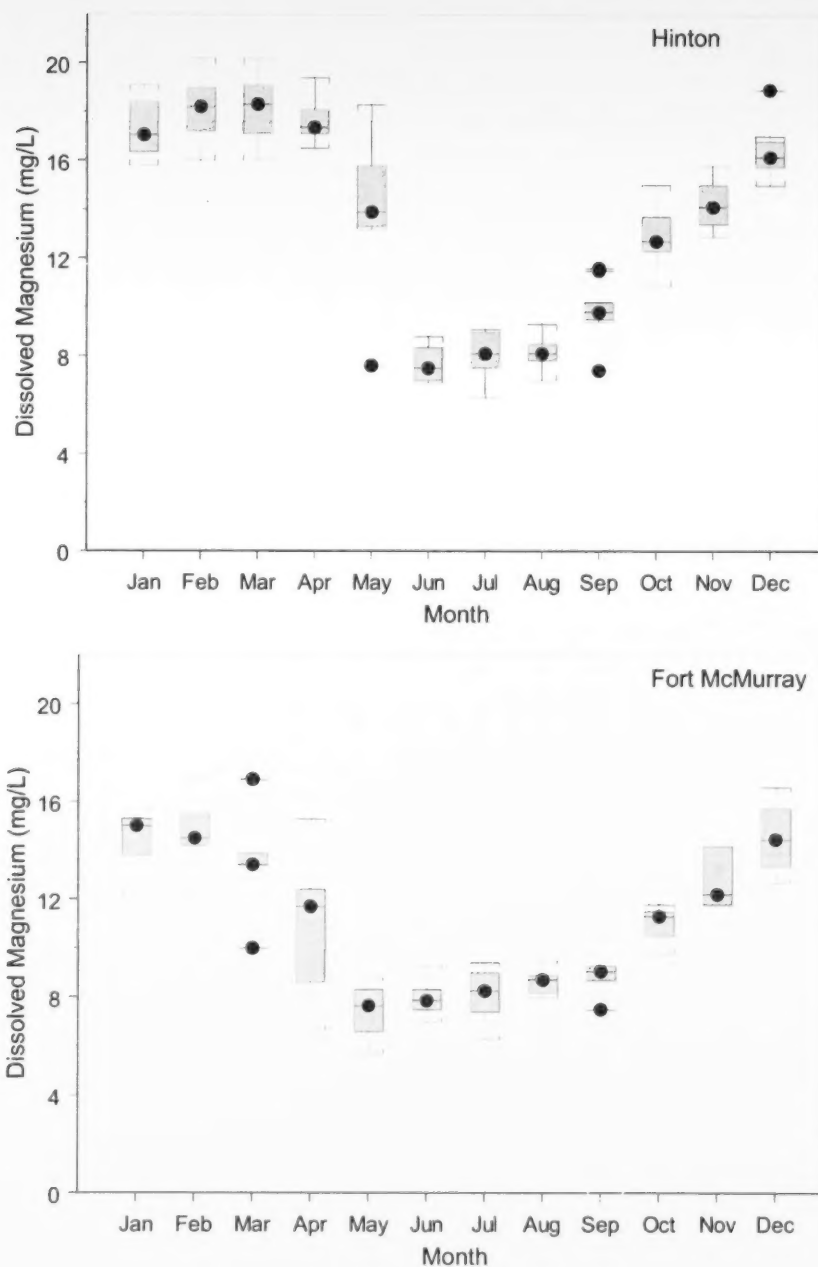 Hinton
Dissolved Magnesium (mg/L)
20
16
12
8
4
0
Jan Feb Mar Apr May Jun Jul Aug Sep Oct Nov Dec
Month
Fort McMurray
Dissolved Magnesium (mg/L)
20
16
12
8
4
0
Jan Feb Mar Apr May Jun Jul Aug Sep Oct Nov Dec
Month